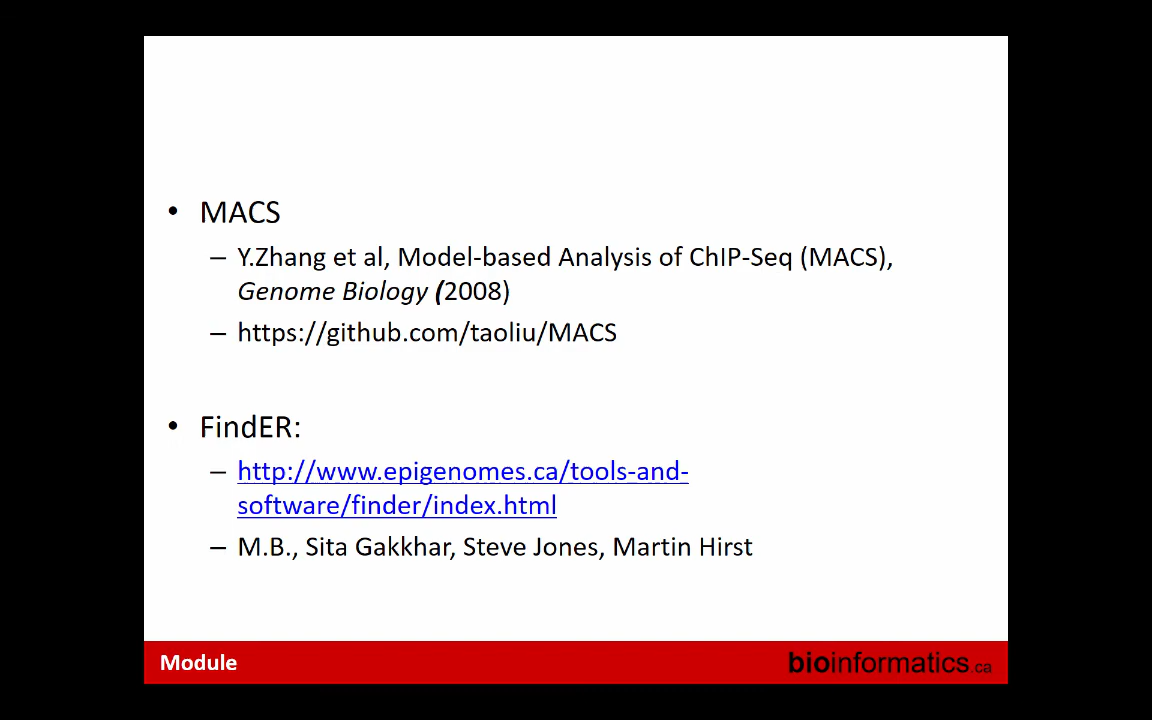 • MACS
– Y.Zhang et al, Model-based Analysis of ChIP-Seq (MACS),
Genome Biology (2008)
– https://github.com/taoliu/MACS
• FindER:
– http://www.epigenomes.ca/tools-and-
software/finder/index.html
– M.B., Sita Gakkhar, Steve Jones, Martin Hirst
Module
bioinformatics.ca